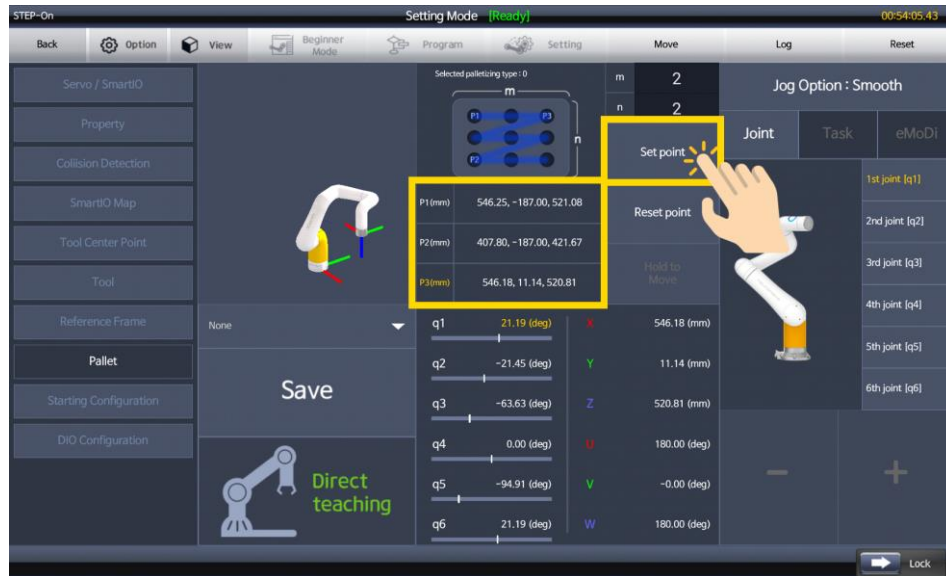 STEP-On
Setting Mode [Ready]
00:54:05.43
Back
Option
View
Beginner
Mode
Program
Setting
Move
Log
Reset
Servo / SmartIO
Property
Collision Detection
SmartIO Map
Tool Center Point
Tool
Reference Frame
Pallet
Starting Configuration
DIO Configuration
None
Save
Direct
teaching
Selected palletizing type : 0
m
P1
P3
P2
n
m 2
n 2
Set point
Reset point
Hold to
Move
P1(mm) 546.25, -187.00, 521.08
P2(mm) 407.80, -187.00, 421.67
P3(mm) 546.18, 11.14, 520.81
q1 21.19 (deg) X 546.18 (mm)
q2 -21.45 (deg) Y 11.14 (mm)
q3 -63.63 (deg) Z 520.81 (mm)
q4 0.00 (deg) U 180.00 (deg)
q5 -94.91 (deg) V -0.00 (deg)
q6 21.19 (deg) W 180.00 (deg)
Jog Option : Smooth
Joint
Task
eMoDi
1st joint [q1]
2nd joint [q2]
3rd joint [q3]
4th joint [q4]
5th joint [q5]
6th joint [q6]
−
+
Lock